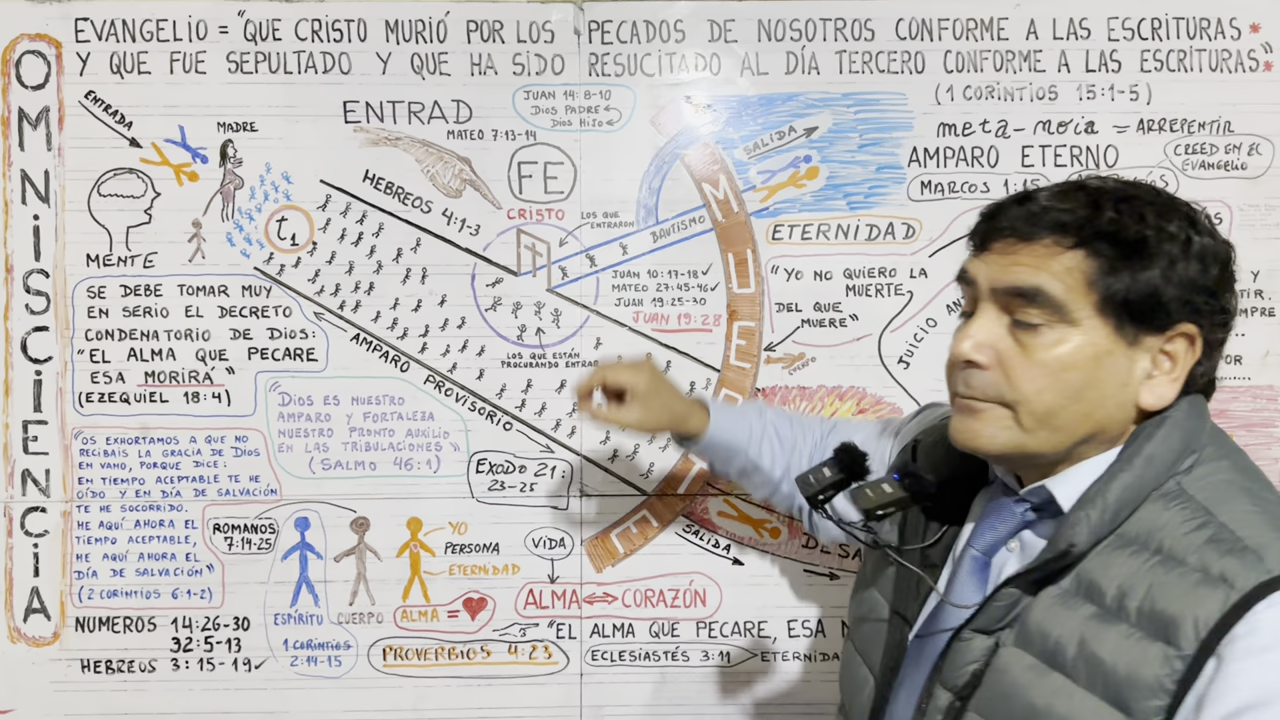 EVANGELIO = "QUE CRISTO MURIÓ POR LOS PECADOS DE NOSOTROS CONFORME A LAS ESCRITURAS*
Y QUE FUE SEPULTADO Y QUE HA SIDO RESUCITADO AL DÍA TERCERO CONFORME A LAS ESCRITURAS"*
(1 CORINTIOS 15:1-5)
OMNISCIENCIA
ENTRADA
MADRE
MENTE
t1
ENTRAD
MATEO 7:13-14
JUAN 14:8-10
DIOS PADRE
DIOS HIJO
FE
HEBREOS 4:1-3
CRISTO
LOS QUE
ENTRARON
BAUTISMO
SALIDA
MUE
meta-noia = ARREPENTIR
AMPARO ETERNO
CREED EN EL
EVANGELIO
MARCOS 1:15
ETERNIDAD
"YO NO QUIERO LA
MUERTE
DEL QUE
MUERE"
CUERPO
JUICIO
JUAN 10:17-18✓
MATEO 27:45-46✓
JUAN 19:25-30
JUAN 19:28
LOS QUE ESTÁN
PROCURANDO ENTRAR
AMPARO PROVISORIO
SE DEBE TOMAR MUY
EN SERIO EL DECRETO
CONDENATORIO DE DIOS:
"EL ALMA QUE PECARE
ESA MORIRÁ"
(EZEQUIEL 18:4)
"DIOS ES NUESTRO
AMPARO Y FORTALEZA
NUESTRO PRONTO AUXILIO
EN LAS TRIBULACIONES"
(SALMO 46:1)
EXODO 21:
23-25
"OS EXHORTAMOS A QUE NO
RECIBAIS LA GRACIA DE DIOS
EN VANO, PORQUE DICE:
EN TIEMPO ACEPTABLE TE HE
OÍDO Y EN DÍA DE SALVACIÓN
TE HE SOCORRIDO.
HE AQUÍ AHORA EL
TIEMPO ACEPTABLE,
HE AQUÍ AHORA EL
DÍA DE SALVACIÓN"
(2 CORINTIOS 6:1-2)
ROMANOS
7:14-25
ESPÍRITU
CUERPO
ALMA =
YO
PERSONA
ETERNIDAD
1 CORINTIOS
2:14-15
VIDA
ALMA ⟷ CORAZÓN
SALIDA
NUMEROS 14:26-30
32:5-13
HEBREOS 3:15-19✓
PROVERBIOS 4:23
"EL ALMA QUE PECARE, ESA
ECLESIASTÉS 3:11